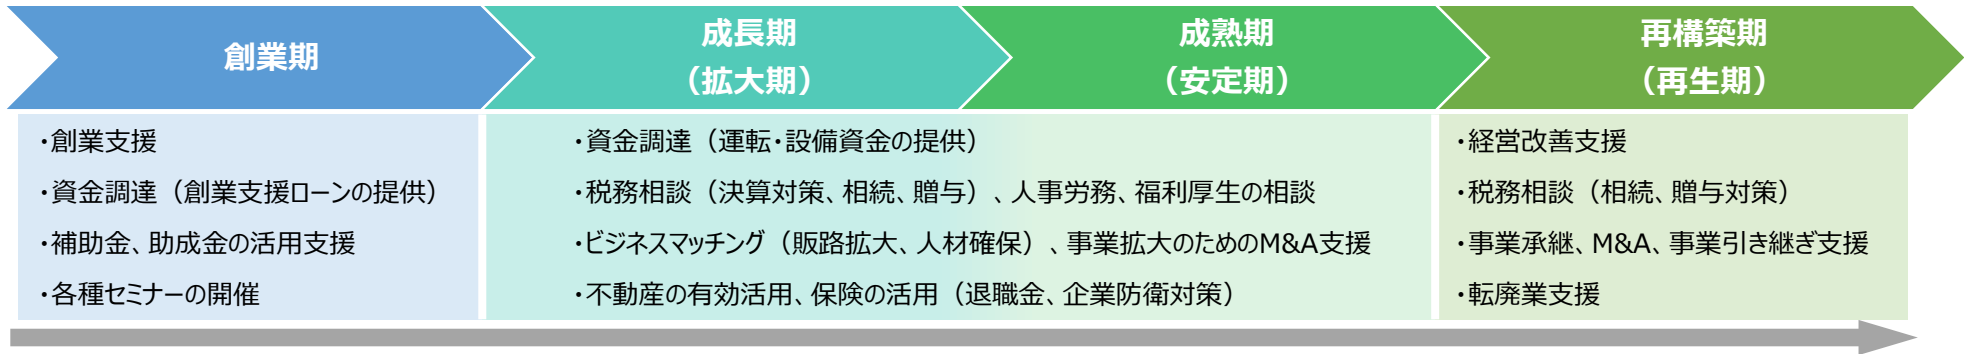 創業期
成長期
（拡大期）
成熟期
（安定期）
再構築期
（再生期）
・創業支援
・資金調達（創業支援ローンの提供）
・補助金、助成金の活用支援
・各種セミナーの開催
・資金調達（運転・設備資金の提供）
・税務相談（決算対策、相続、贈与）、人事労務、福利厚生の相談
・ビジネスマッチング（販路拡大、人材確保）、事業拡大のためのM&A支援
・不動産の有効活用、保険の活用（退職金、企業防衛対策）
・経営改善支援
・税務相談（相続、贈与対策）
・事業承継、M&A、事業引き継ぎ支援
・転廃業支援